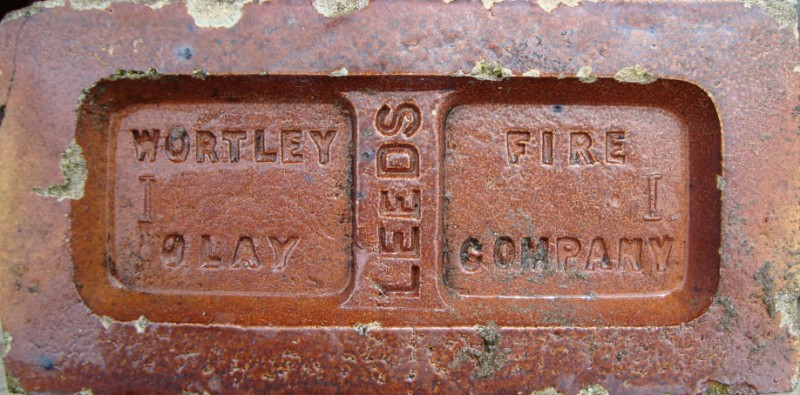 WORTLEY FIRE
I I
CLAY COMPANY
LEEDS